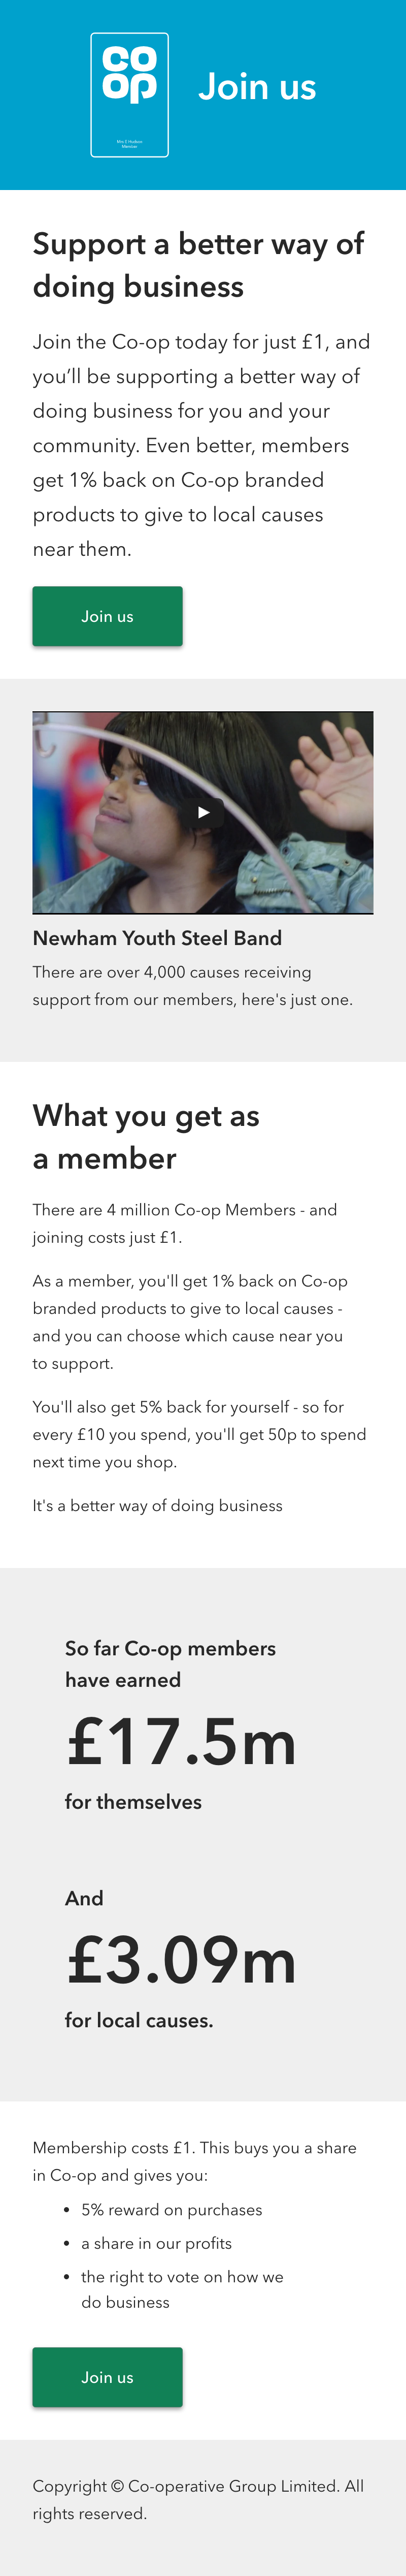 co
op
Mrs E Hudson
Member
Join us
Support a better way of
doing business
Join the Co-op today for just £1, and
you’ll be supporting a better way of
doing business for you and your
community. Even better, members
get 1% back on Co-op branded
products to give to local causes
near them.
Join us
Newham Youth Steel Band
There are over 4,000 causes receiving
support from our members, here's just one.
What you get as
a member
There are 4 million Co-op Members - and
joining costs just £1.
As a member, you'll get 1% back on Co-op
branded products to give to local causes -
and you can choose which cause near you
to support.
You'll also get 5% back for yourself - so for
every £10 you spend, you'll get 50p to spend
next time you shop.
It's a better way of doing business
So far Co-op members
have earned
£17.5m
for themselves
And
£3.09m
for local causes.
Membership costs £1. This buys you a share
in Co-op and gives you:
• 5% reward on purchases
• a share in our profits
• the right to vote on how we
do business
Join us
Copyright © Co-operative Group Limited. All
rights reserved.